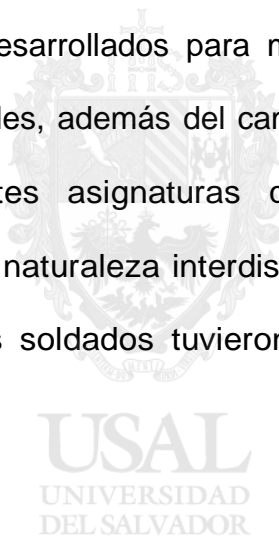 esarrollados para m
les, además del car
tes asignaturas d
naturaleza interdis
s soldados tuvieron
USAL
UNIVERSIDAD
DEL SALVADOR